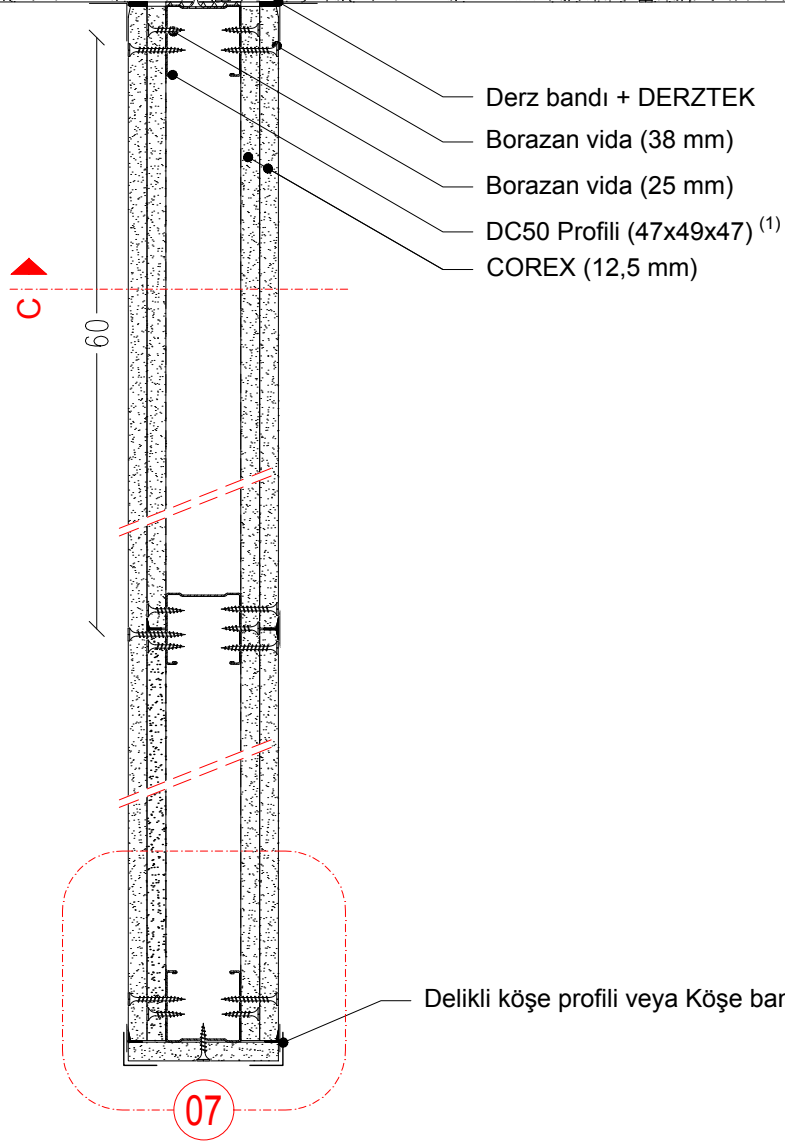 Derz bandı + DERZTEK
Borazan vida (38 mm)
Borazan vida (25 mm)
DC50 Profili (47x49x47) (1)
COREX (12,5 mm)
C
60
Delikli köşe profili veya Köşe ban
07